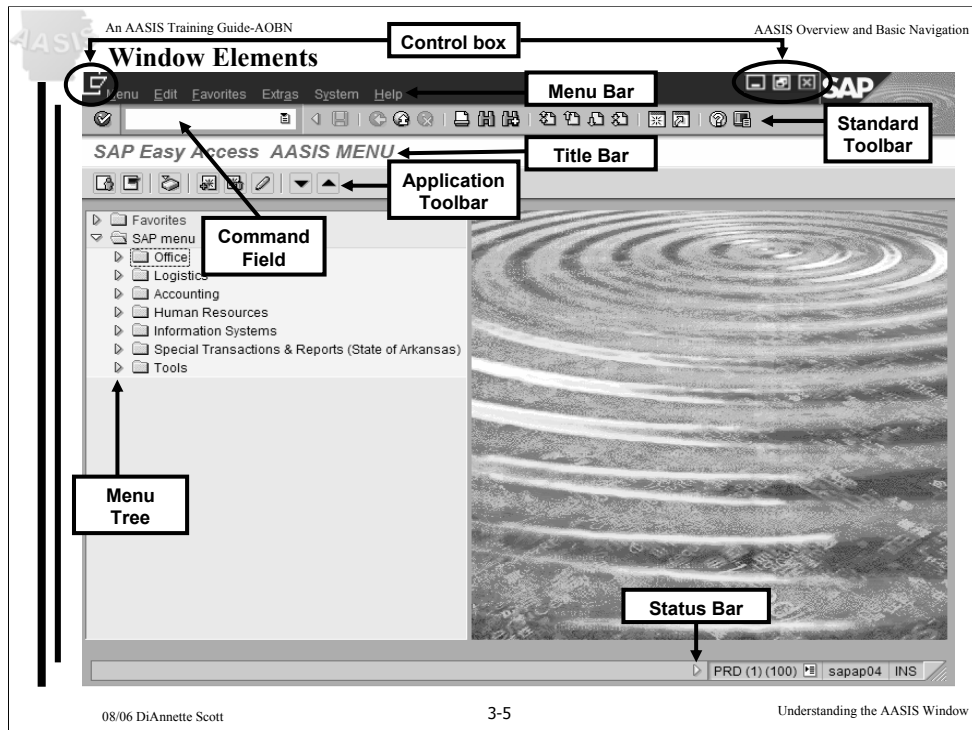 An AASIS Training Guide-AOBN
AASIS Overview and Basic Navigation
AASIS
Window Elements
Control box
Menu Edit Favorites Extras System Help
Menu Bar
SAP
Standard
Toolbar
SAP Easy Access AASIS MENU
Title Bar
Application
Toolbar
Command
Field
Favorites
SAP menu
Office
Logistics
Accounting
Human Resources
Information Systems
Special Transactions & Reports (State of Arkansas)
Tools
Menu
Tree
Status Bar
PRD (1) (100) sapap04 INS
08/06 DiAnnette Scott
3-5
Understanding the AASIS Window